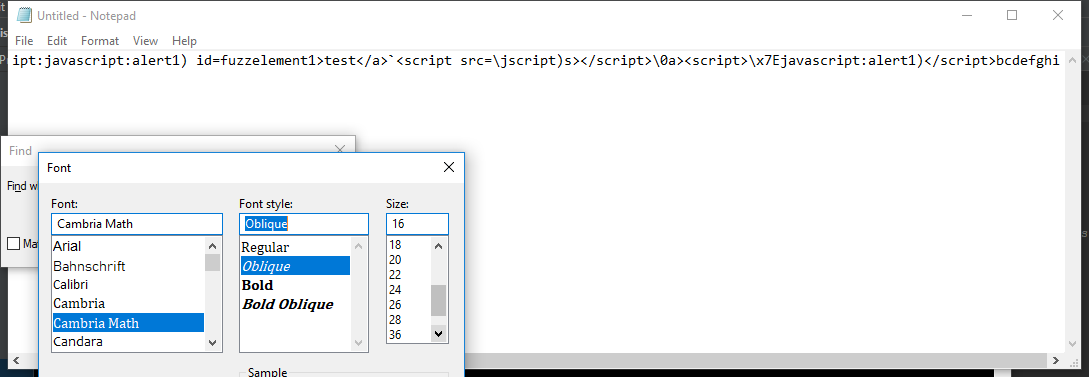 Untitled - Notepad
File Edit Format View Help
ipt:javascript:alert1) id=fuzzelement1>test</a>`<script src=\jscript)s></script>\0a><script>\x7Ejavascript:alert1)</script>bcdefghi
Find
Find w
Ma
Font
Font: Font style: Size:
Cambria Math Oblique 16
Arial Regular 18
Bahnschrift Oblique 20
Calibri Bold 22
Cambria Bold Oblique 24
Cambria Math 26
Candara 28
36
Sample